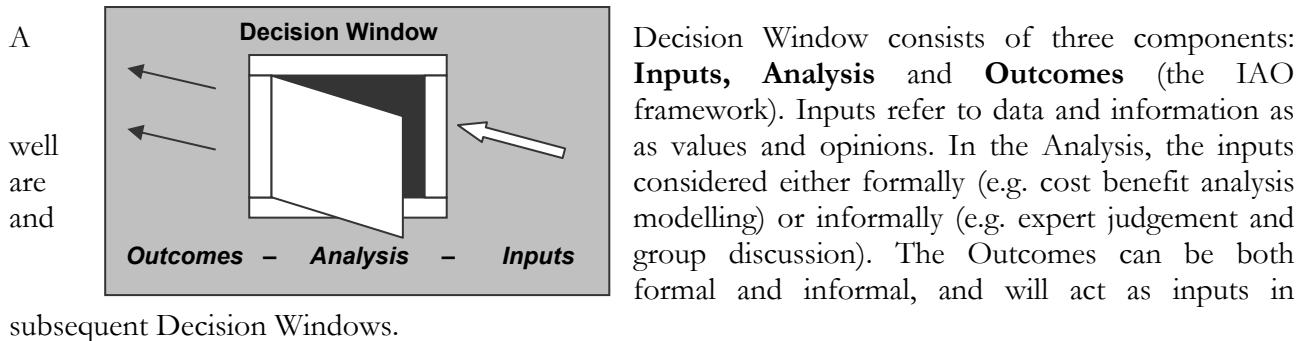 Decision Window
Outcomes – Analysis – Inputs
A Decision Window consists of three components:
Inputs, Analysis and Outcomes (the IAO
framework). Inputs refer to data and information as
well as values and opinions. In the Analysis, the inputs
are considered either formally (e.g. cost benefit analysis
and modelling) or informally (e.g. expert judgement and
group discussion). The Outcomes can be both
formal and informal, and will act as inputs in
subsequent Decision Windows.